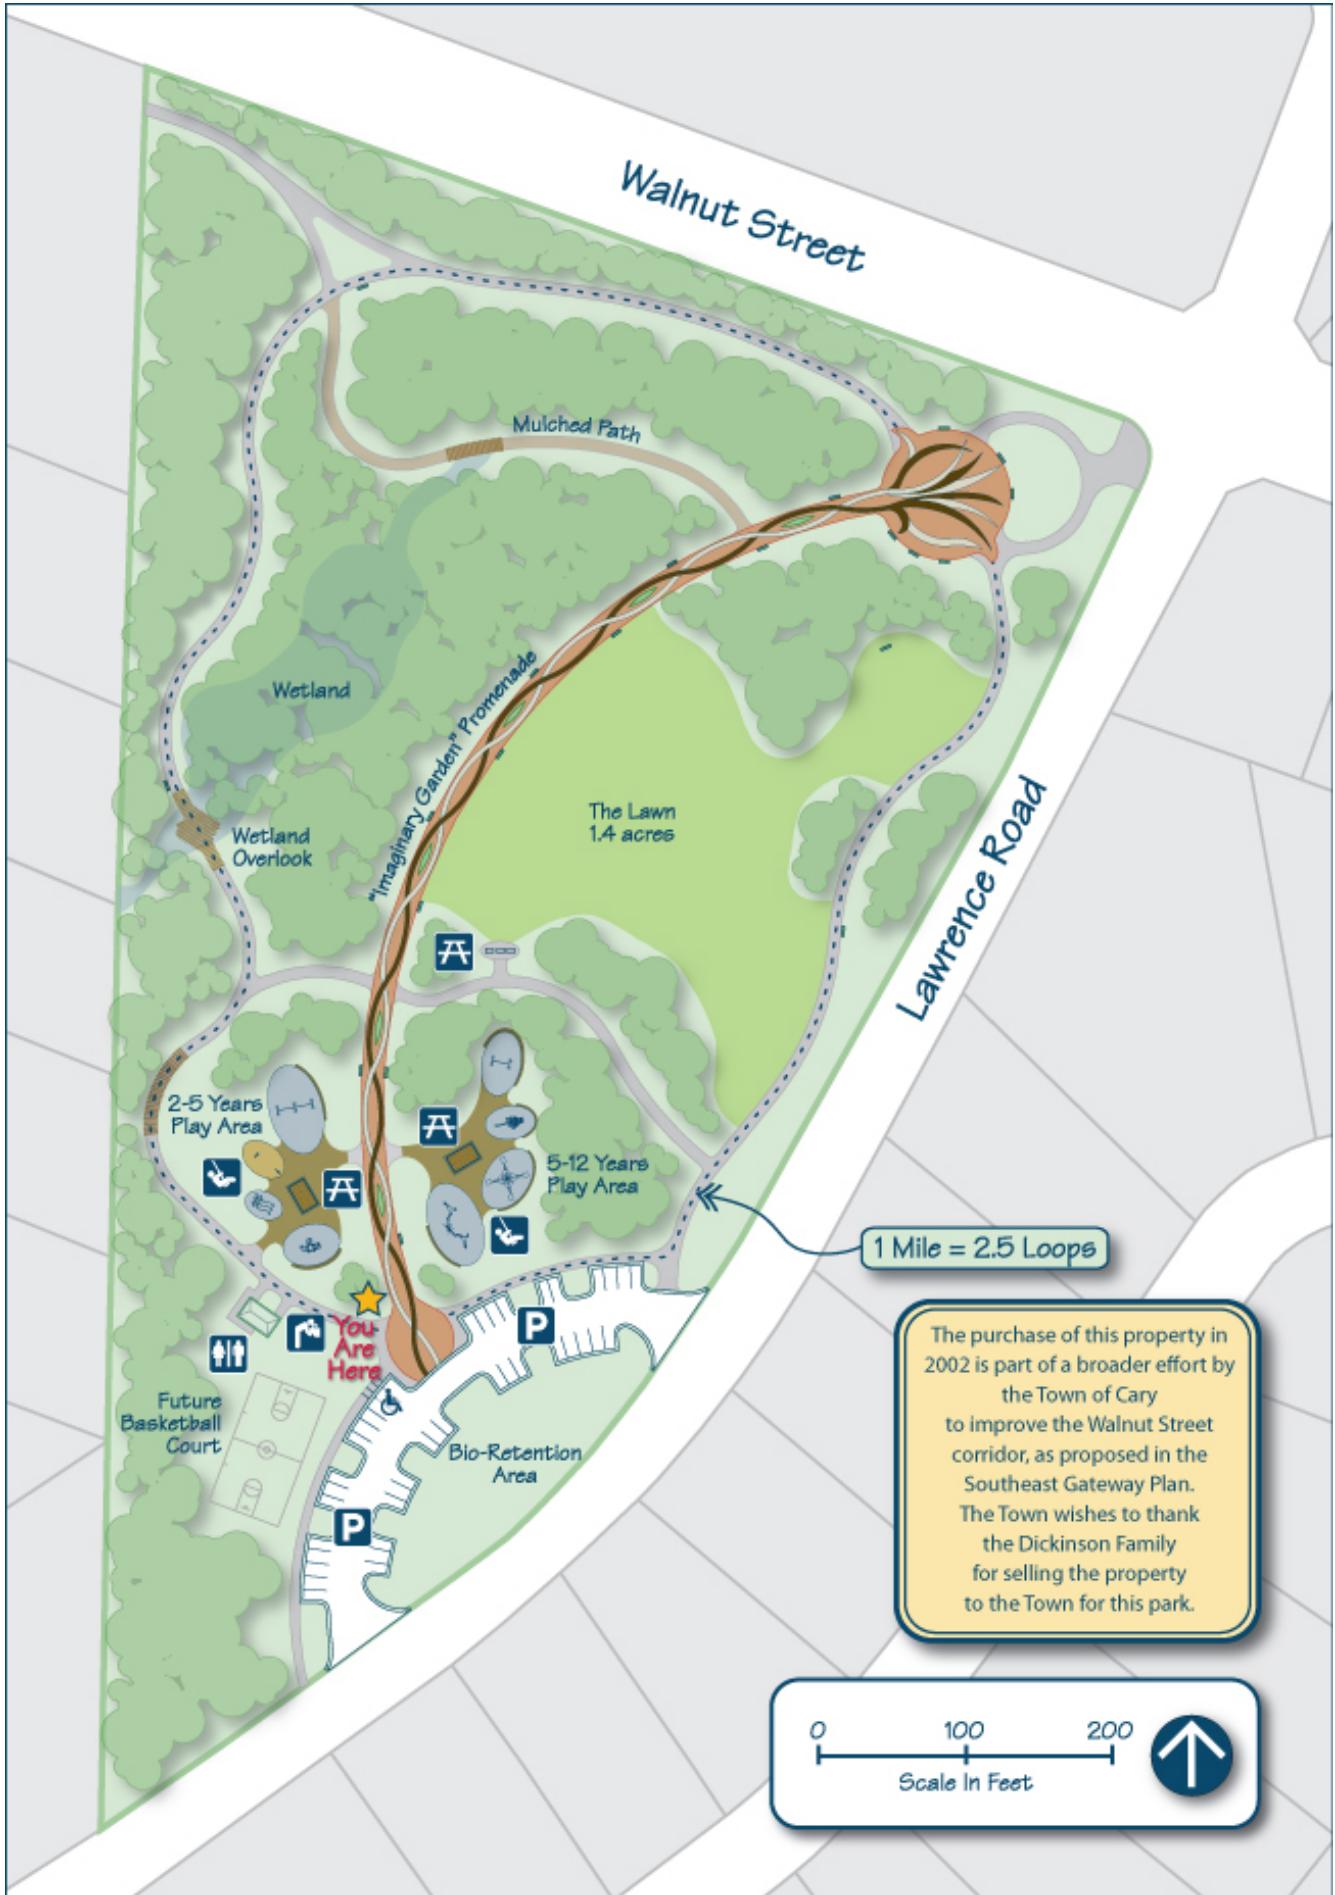 Walnut Street
Mulched Path
Wetland
"Imaginary Garden" Promenade
The Lawn
1.4 acres
Wetland
Overlook
Lawrence Road
2-5 Years
Play Area
5-12 Years
Play Area
1 Mile = 2.5 Loops
P
You
Are
Here
Future
Basketball
Court
Bio-Retention
Area
P
The purchase of this property in
2002 is part of a broader effort by
the Town of Cary
to improve the Walnut Street
corridor, as proposed in the
Southeast Gateway Plan.
The Town wishes to thank
the Dickinson Family
for selling the property
to the Town for this park.
0 100 200
Scale In Feet